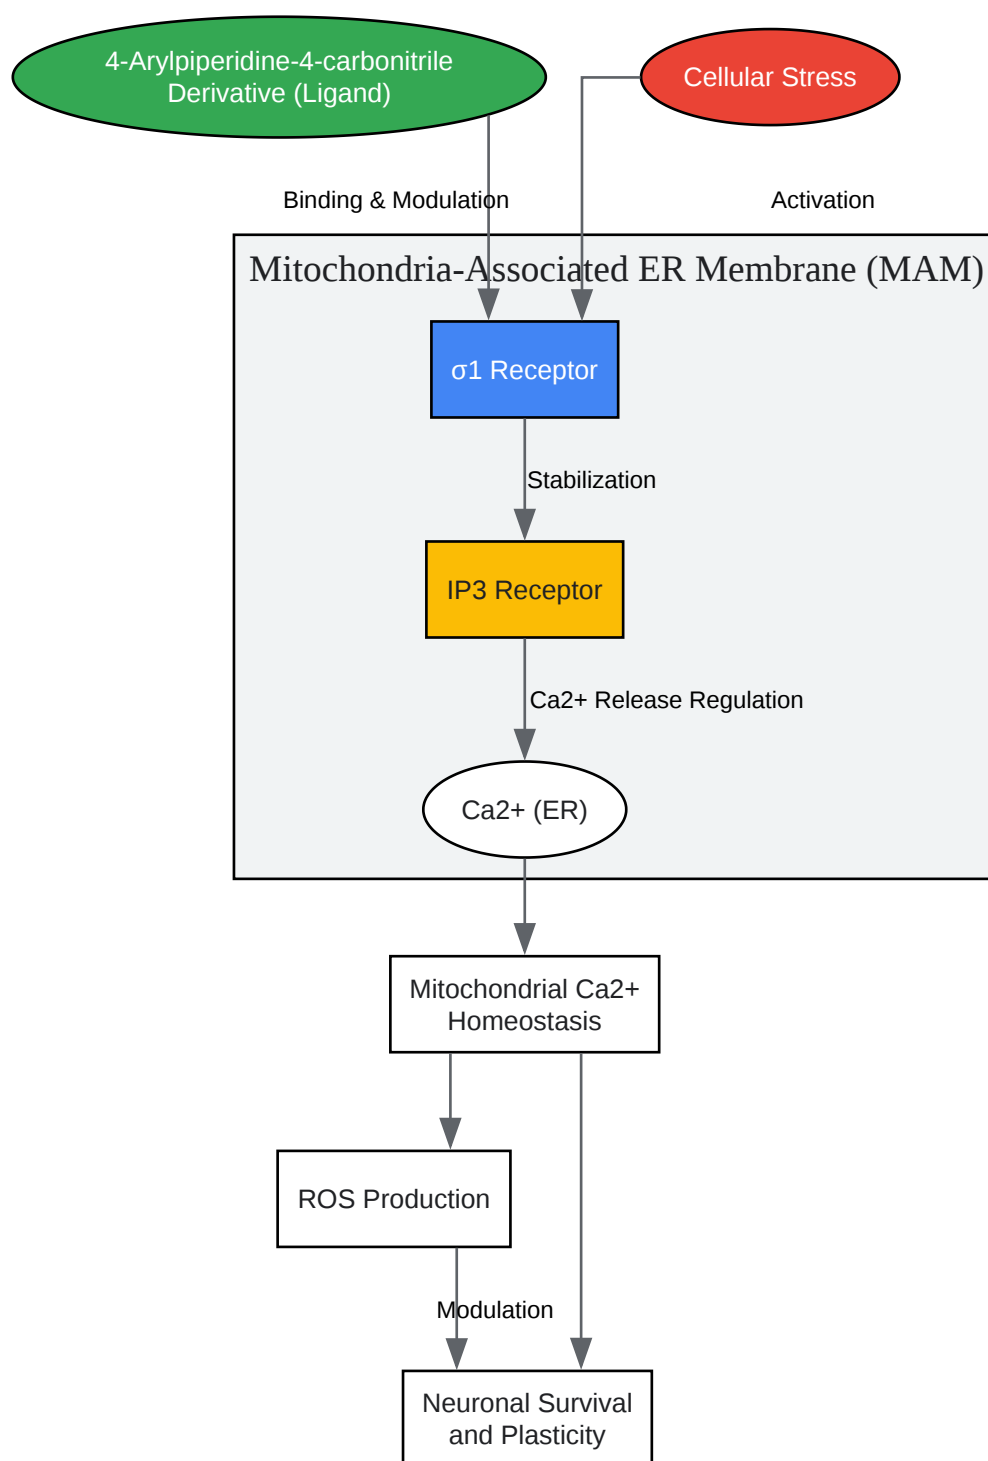 4-Arylpiperidine-4-carbonitrile
Derivative (Ligand)
Cellular Stress
Binding & Modulation
Activation
Mitochondria-Associated ER Membrane (MAM)
σ1 Receptor
Stabilization
IP3 Receptor
Ca2+ Release Regulation
Ca2+ (ER)
Mitochondrial Ca2+
Homeostasis
ROS Production
Modulation
Neuronal Survival
and Plasticity